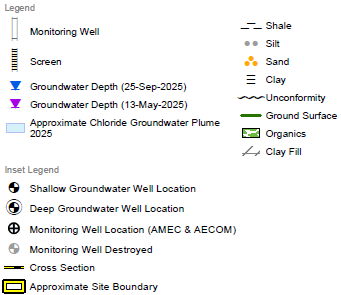 Legend
Monitoring Well
Screen
Groundwater Depth (25-Sep-2025)
Groundwater Depth (13-May-2025)
Approximate Chloride Groundwater Plume
2025
Shale
Silt
Sand
Clay
Unconformity
Ground Surface
Organics
Clay Fill
Inset Legend
Shallow Groundwater Well Location
Deep Groundwater Well Location
Monitoring Well Location (AMEC & AECOM)
Monitoring Well Destroyed
Cross Section
Approximate Site Boundary